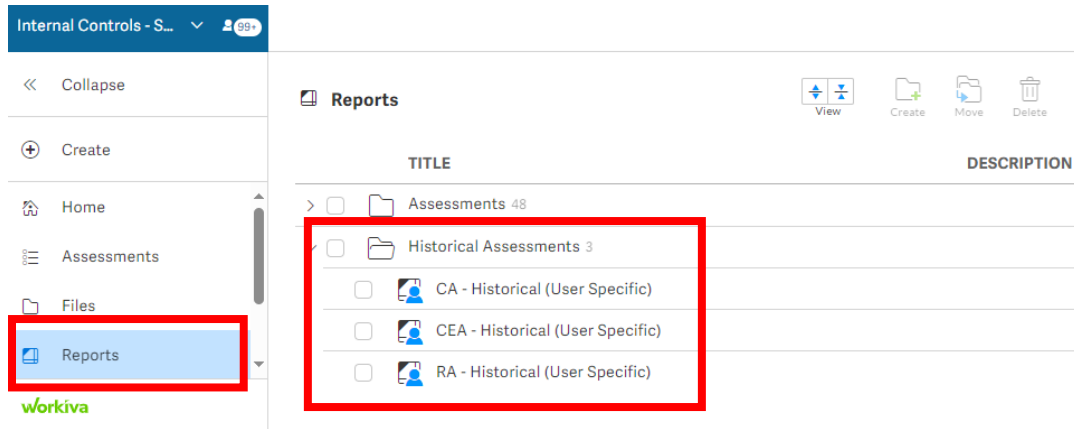 Internal Controls - S... 99+
Collapse
Create
Home
Assessments
Files
Reports
workiva
Reports
View
Create
Move
Delete
TITLE
DESCRIPTION
Assessments 48
Historical Assessments 3
CA - Historical (User Specific)
CEA - Historical (User Specific)
RA - Historical (User Specific)